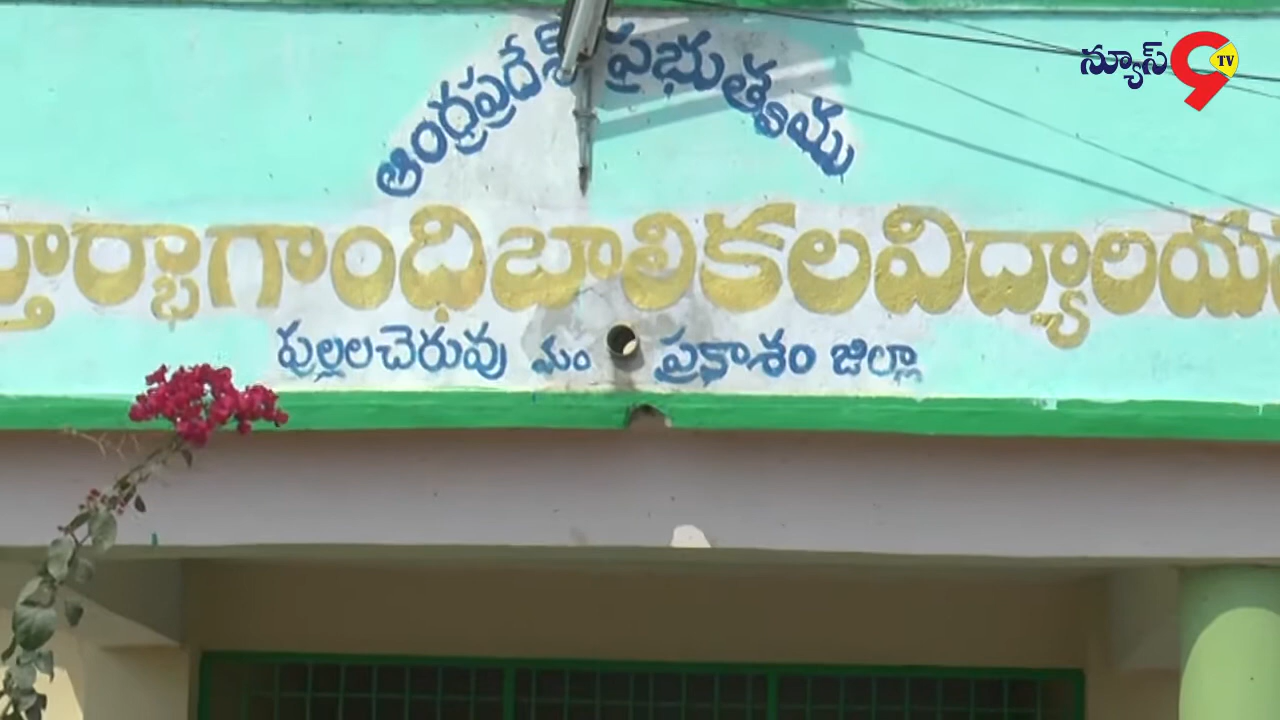 న్యూస్ 9 TV
ఆంధ్రప్రదేశ్ ప్రభుత్వము
స్తూర్బాగాంధిబాలికలవిద్యాలయ
పుల్లలచెరువు మం ప్రకాశం జిల్లా